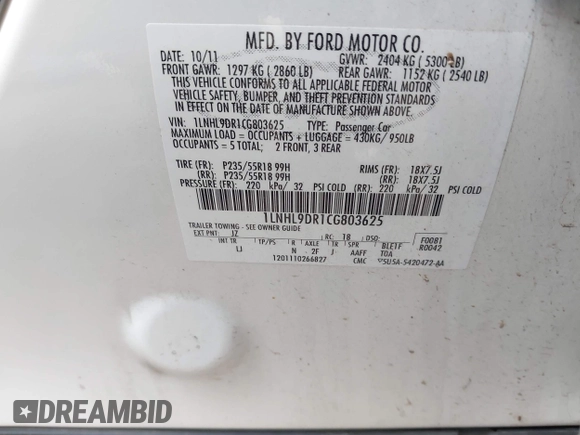 MFD. BY FORD MOTOR CO.
DATE: 10/11 GVWR: 2404 KG ( 5300 LB)
FRONT GAWR: 1297 KG ( 2860 LB) REAR GAWR: 1152 KG ( 2540 LB)
THIS VEHICLE CONFORMS TO ALL APPLICABLE FEDERAL MOTOR
VEHICLE SAFETY, BUMPER, AND THEFT PREVENTION STANDARDS
IN EFFECT ON THE DATE OF MANUFACTURE SHOWN ABOVE.
VIN: 1LNHL9DR1CG803625 TYPE: Passenger Car
MAXIMUM LOAD = OCCUPANTS + LUGGAGE = 430KG/ 950LB
OCCUPANTS = 5 TOTAL; 2 FRONT, 3 REAR
TIRE (FR): P235/55R18 99H RIMS (FR): 18X7.5J
(RR): P235/55R18 99H (RR): 18X7.5J
PRESSURE (FR): 220 kPa/ 32 PSI COLD (RR): 220 kPa/ 32 PSI COLD
1LNHL9DR1CG803625
TRAILER TOWING - SEE OWNER GUIDE
EXT PNT: JZ RC: 18 DSO: F0081
INT TR TP/PS R AXLE TR SPR BLE1F R0042
LJ N 2F J AAFF TOA
1201110266827 CMC 5U5A-5420472-AA
DREAMBID